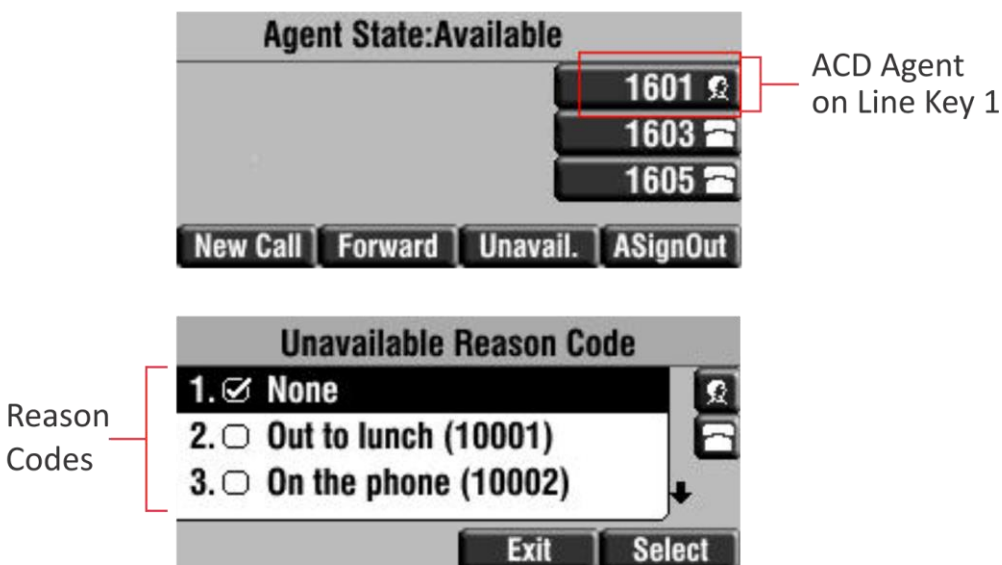 Agent State:Available
1601
ACD Agent
on Line Key 1
1603
1605
New Call Forward Unavail. ASignOut
Unavailable Reason Code
Reason
Codes
1. None
2. Out to lunch (10001)
3. On the phone (10002)
Exit Select